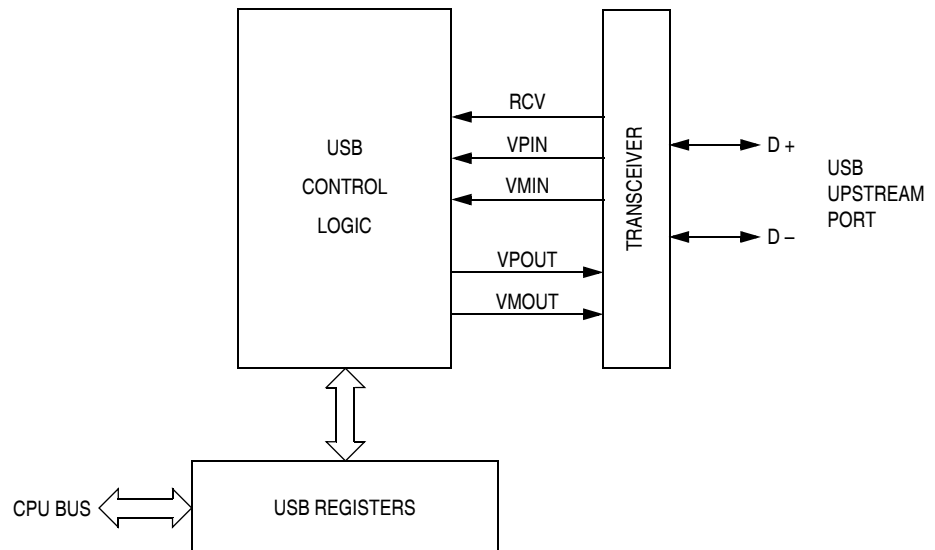 USB
CONTROL
LOGIC
RCV
VPIN
VMIN
VPOUT
VMOUT
TRANSCEIVER
D +
D –
USB
UPSTREAM
PORT
CPU BUS
USB REGISTERS